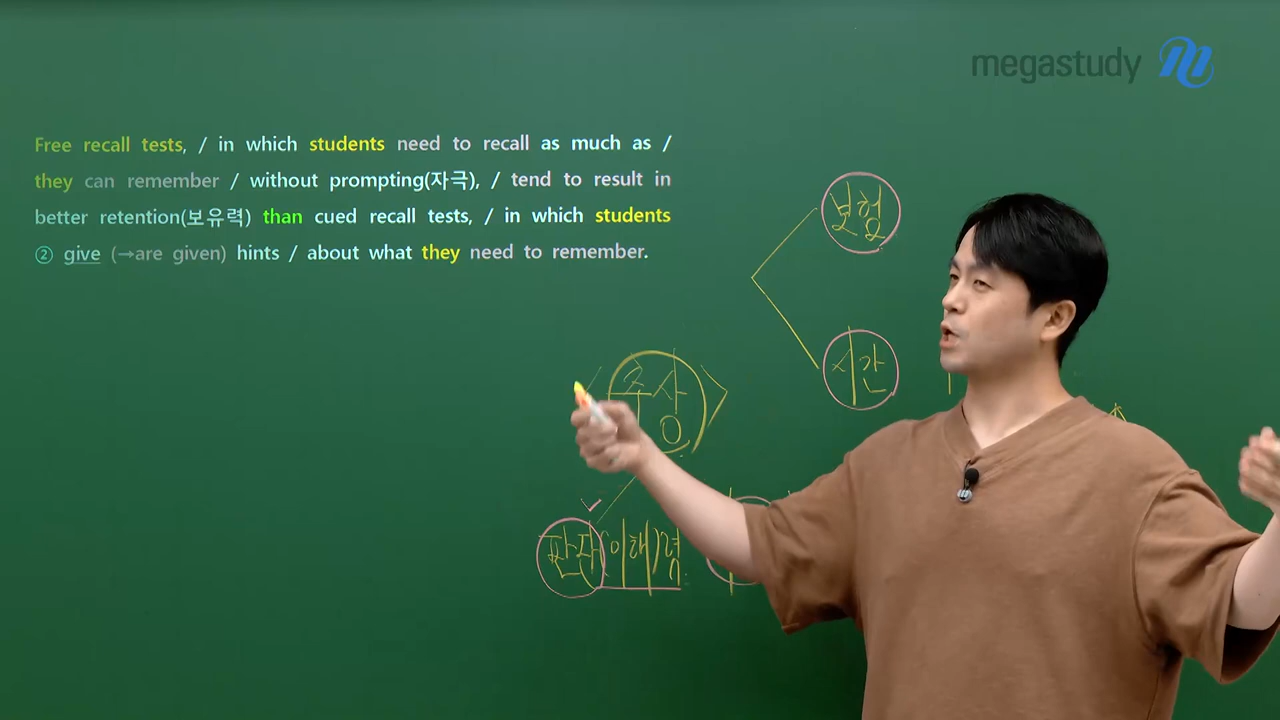 megastudy
Free recall tests, / in which students need to recall as much as /
they can remember / without prompting(자극), / tend to result in
better retention(보유력) than cued recall tests, / in which students
② give (→are given) hints / about what they need to remember.
보험
시간
추상
판단(이해)력